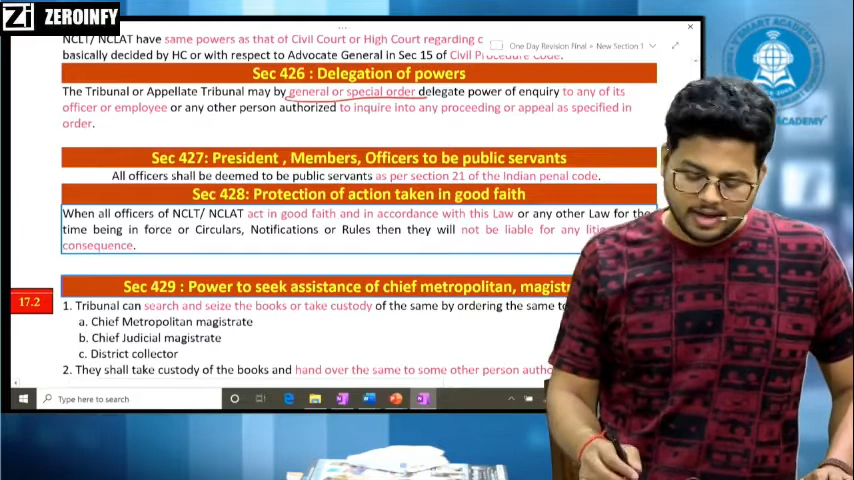 Zi ZEROINFY
NCLT/ NCLAT have same powers as that of Civil Court or High Court regarding c
One Day Revision Final » New Section 1
basically decided by HC or with respect to Advocate General in Sec 15 of Civil Procedure Code.
Sec 426 : Delegation of powers
The Tribunal or Appellate Tribunal may by general or special order delegate power of enquiry to any of its
officer or employee or any other person authorized to inquire into any proceeding or appeal as specified in
order.
Sec 427: President , Members, Officers to be public servants
All officers shall be deemed to be public servants as per section 21 of the Indian penal code.
Sec 428: Protection of action taken in good faith
When all officers of NCLT/ NCLAT act in good faith and in accordance with this Law or any other Law for the
time being in force or Circulars, Notifications or Rules then they will not be liable for any
consequence.
Sec 429 : Power to seek assistance of chief metropolitan, magistr
17.2
1. Tribunal can search and seize the books or take custody of the same by ordering the same to
a. Chief Metropolitan magistrate
b. Chief Judicial magistrate
c. District collector
2. They shall take custody of the books and hand over the same to some other person autho
Type here to search
SMART ACADEMY
EDUCARE